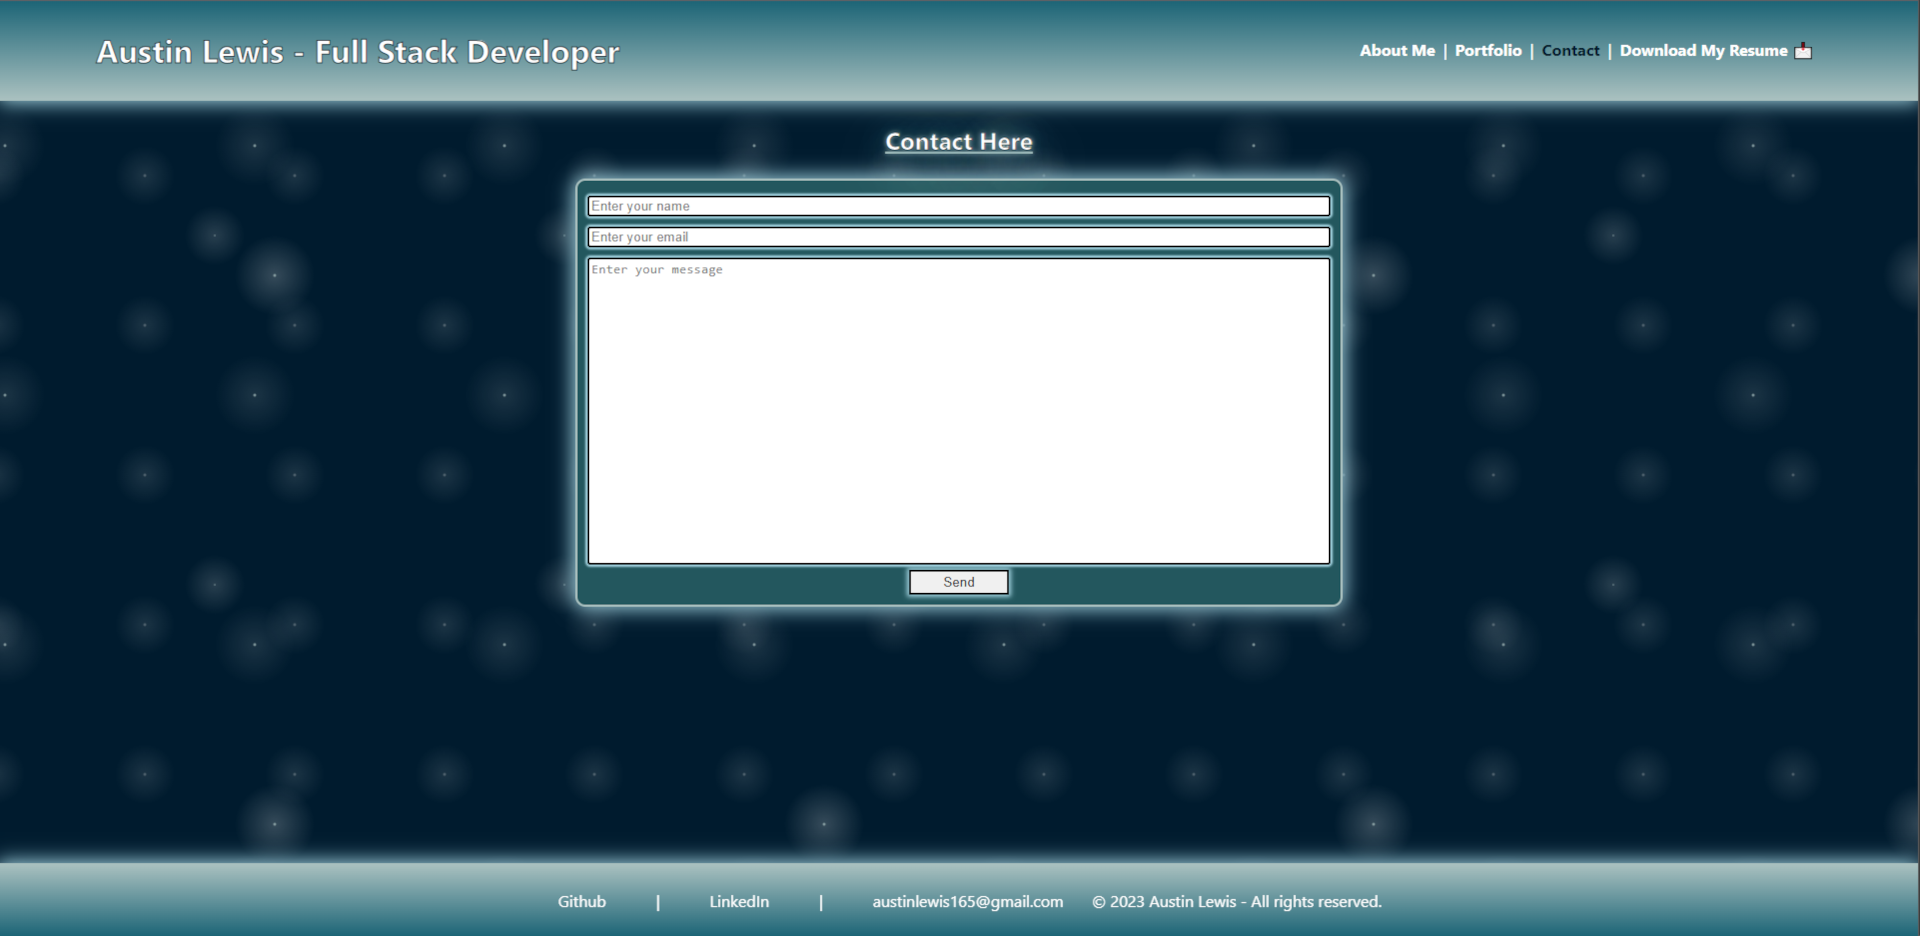 Austin Lewis - Full Stack Developer
About Me | Portfolio | Contact | Download My Resume
Contact Here
Enter your name
Enter your email
Enter your message
Send
Github | LinkedIn | austinlewis165@gmail.com © 2023 Austin Lewis - All rights reserved.